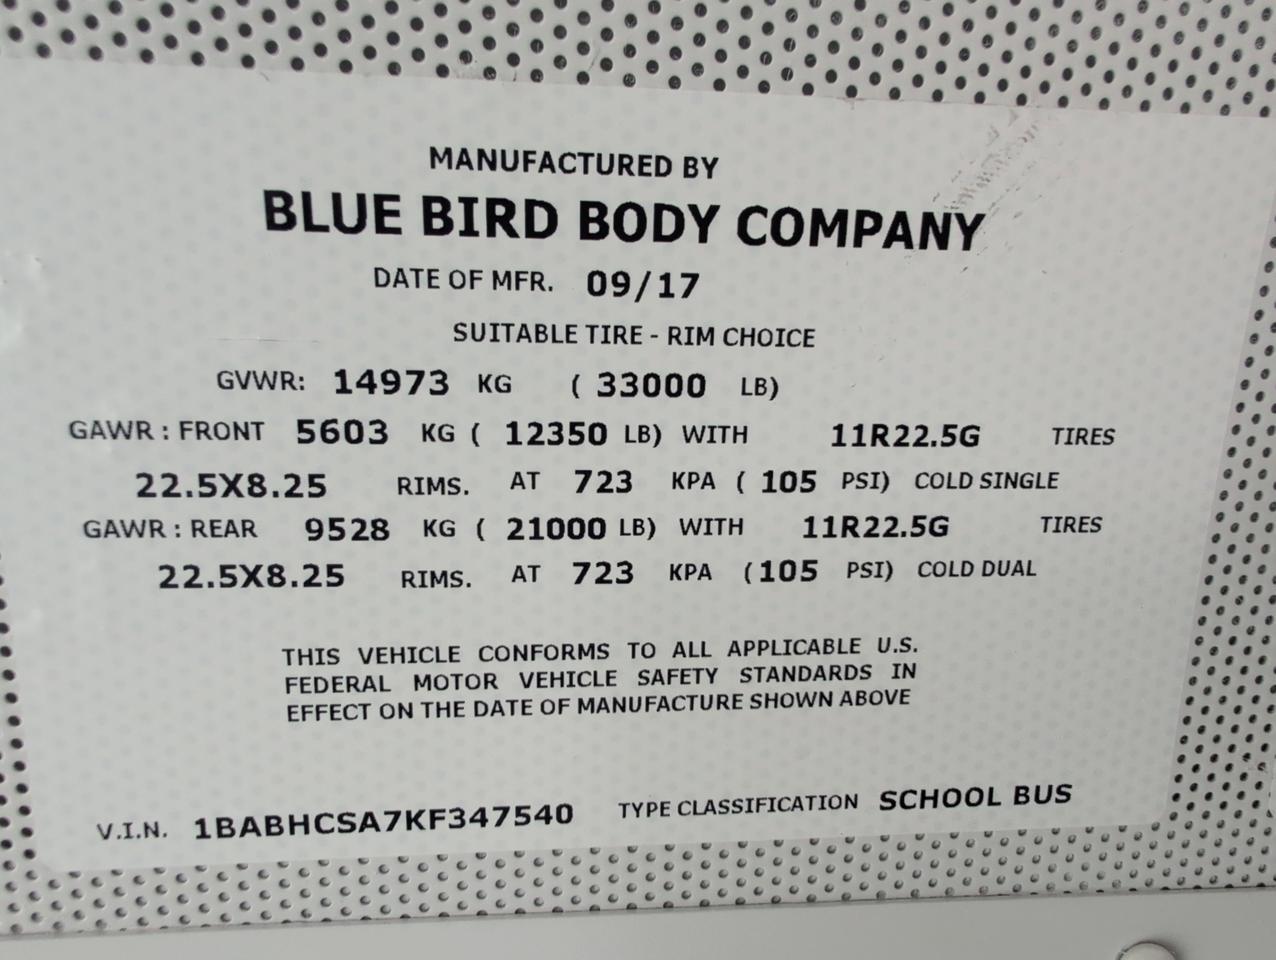 MANUFACTURED BY
BLUE BIRD BODY COMPANY
DATE OF MFR. 09/17
SUITABLE TIRE - RIM CHOICE
GVWR: 14973 KG ( 33000 LB)
GAWR : FRONT 5603 KG ( 12350 LB) WITH 11R22.5G TIRES
22.5X8.25 RIMS. AT 723 KPA ( 105 PSI) COLD SINGLE
GAWR : REAR 9528 KG ( 21000 LB) WITH 11R22.5G TIRES
22.5X8.25 RIMS. AT 723 KPA (105 PSI) COLD DUAL
THIS VEHICLE CONFORMS TO ALL APPLICABLE U.S.
FEDERAL MOTOR VEHICLE SAFETY STANDARDS IN
EFFECT ON THE DATE OF MANUFACTURE SHOWN ABOVE
V.I.N. 1BABHCSA7KF347540 TYPE CLASSIFICATION SCHOOL BUS